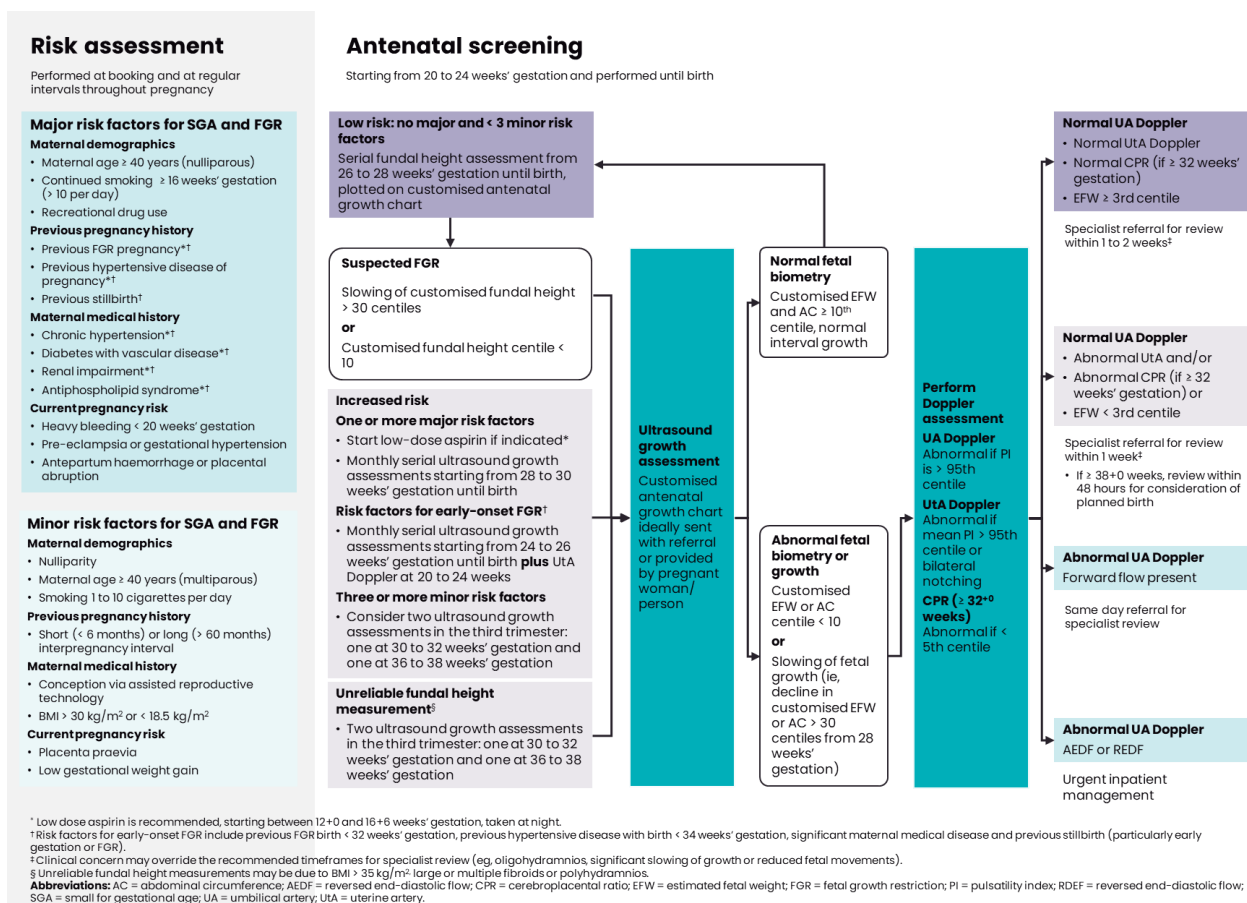 Risk assessment
Performed at booking and at regular
intervals throughout pregnancy
Major risk factors for SGA and FGR
Maternal demographics
• Maternal age ≥ 40 years (nulliparous)
• Continued smoking ≥ 16 weeks’ gestation
(> 10 per day)
• Recreational drug use
Previous pregnancy history
• Previous FGR pregnancy*†
• Previous hypertensive disease of
pregnancy*†
• Previous stillbirth†
Maternal medical history
• Chronic hypertension*†
• Diabetes with vascular disease*†
• Renal impairment*†
• Antiphospholipid syndrome*†
Current pregnancy risk
• Heavy bleeding < 20 weeks’ gestation
• Pre-eclampsia or gestational hypertension
• Antepartum haemorrhage or placental
abruption
Minor risk factors for SGA and FGR
Maternal demographics
• Nulliparity
• Maternal age ≥ 40 years (multiparous)
• Smoking 1 to 10 cigarettes per day
Previous pregnancy history
• Short (< 6 months) or long (> 60 months)
interpregnancy interval
Maternal medical history
• Conception via assisted reproductive
technology
• BMI > 30 kg/m² or < 18.5 kg/m²
Current pregnancy risk
• Placenta praevia
• Low gestational weight gain
Antenatal screening
Starting from 20 to 24 weeks’ gestation and performed until birth
Low risk: no major and < 3 minor risk
factors
Serial fundal height assessment from
26 to 28 weeks’ gestation until birth,
plotted on customised antenatal
growth chart
Suspected FGR
Slowing of customised fundal height
> 30 centiles
or
Customised fundal height centile <
10
Increased risk
One or more major risk factors
• Start low-dose aspirin if indicated*
• Monthly serial ultrasound growth
assessments starting from 28 to 30
weeks’ gestation until birth
Risk factors for early-onset FGR†
• Monthly serial ultrasound growth
assessments starting from 24 to 26
weeks’ gestation until birth plus UtA
Doppler at 20 to 24 weeks
Three or more minor risk factors
• Consider two ultrasound growth
assessments in the third trimester:
one at 30 to 32 weeks’ gestation and
one at 36 to 38 weeks’ gestation
Unreliable fundal height
measurement§
• Two ultrasound growth assessments
in the third trimester: one at 30 to 32
weeks’ gestation and one at 36 to 38
weeks’ gestation
Ultrasound
growth
assessment
Customised
antenatal
growth chart
ideally sent
with referral
or provided
by pregnant
woman/
person
Normal fetal
biometry
Customised EFW
and AC ≥ 10th
centile, normal
interval growth
Abnormal fetal
biometry or
growth
Customised
EFW or AC
centile < 10
or
Slowing of fetal
growth (ie,
decline in
customised EFW
or AC > 30
centiles from 28
weeks’
gestation)
Perform
Doppler
assessment
UA Doppler
Abnormal if PI
is > 95th
centile
UtA Doppler
Abnormal if
mean PI > 95th
centile or
bilateral
notching
CPR (≥ 32+0
weeks)
Abnormal if <
5th centile
Normal UA Doppler
• Normal UtA Doppler
• Normal CPR (if ≥ 32 weeks’
gestation)
• EFW ≥ 3rd centile
Specialist referral for review
within 1 to 2 weeks‡
Normal UA Doppler
• Abnormal UtA and/or
• Abnormal CPR (if ≥ 32
weeks’ gestation) or
• EFW < 3rd centile
Specialist referral for review
within 1 week‡
• If ≥ 38+0 weeks, review within
48 hours for consideration of
planned birth
Abnormal UA Doppler
Forward flow present
Same day referral for
specialist review
Abnormal UA Doppler
AEDF or REDF
Urgent inpatient
management
* Low dose aspirin is recommended, starting between 12+0 and 16+6 weeks’ gestation, taken at night.
† Risk factors for early-onset FGR include previous FGR birth < 32 weeks’ gestation, previous hypertensive disease with birth < 34 weeks’ gestation, significant maternal medical disease and previous stillbirth (particularly early
gestation or FGR).
‡ Clinical concern may override the recommended timeframes for specialist review (eg, oligohydramnios, significant slowing of growth or reduced fetal movements).
§ Unreliable fundal height measurements may be due to BMI > 35 kg/m², large or multiple fibroids or polyhydramnios.
Abbreviations: AC = abdominal circumference; AEDF = reversed end-diastolic flow; CPR = cerebroplacental ratio; EFW = estimated fetal weight; FGR = fetal growth restriction; PI = pulsatility index; RDEF = reversed end-diastolic flow;
SGA = small for gestational age; UA = umbilical artery; UtA = uterine artery.